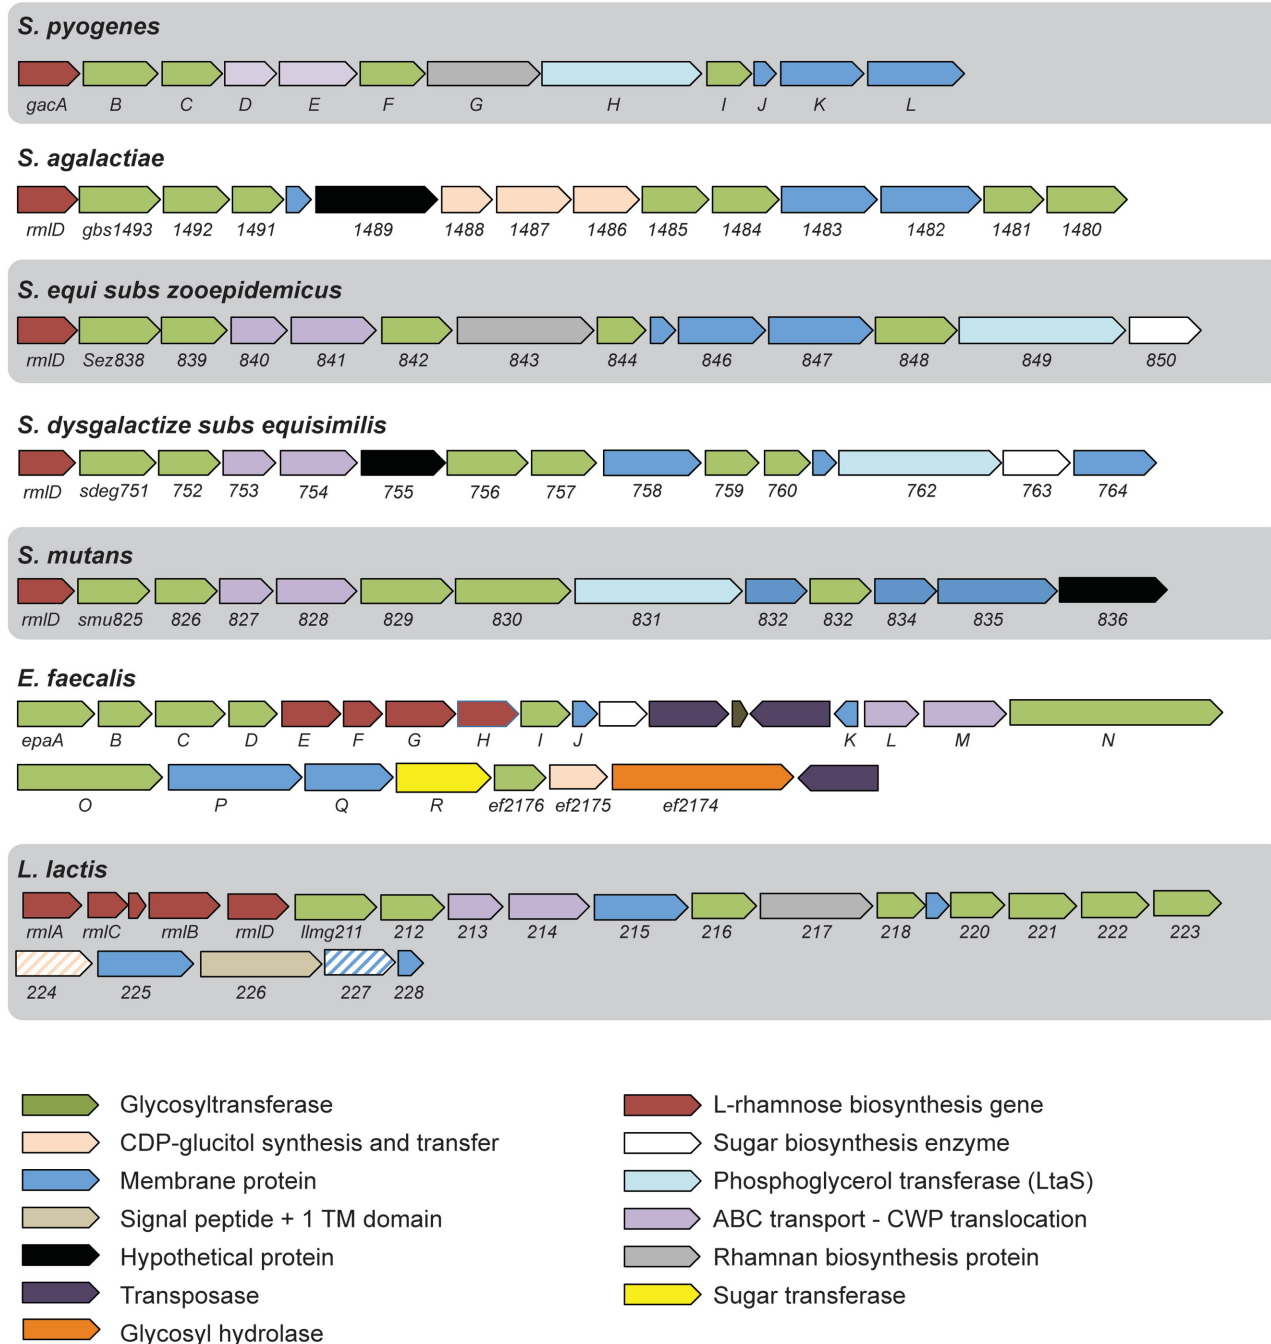 S. pyogenes
gacA B C D E F G H I J K L
S. agalactiae
rmlD gbs1493 1492 1491 1489 1488 1487 1486 1485 1484 1483 1482 1481 1480
S. equi subs zooepidemicus
rmlD Sez838 839 840 841 842 843 844 846 847 848 849 850
S. dysgalactize subs equisimilis
rmlD sdeg751 752 753 754 755 756 757 758 759 760 762 763 764
S. mutans
rmlD smu825 826 827 828 829 830 831 832 832 834 835 836
E. faecalis
epaA B C D E F G H I J K L M N
O P Q R ef2176 ef2175 ef2174
L. lactis
rmlA rmlC rmlB rmlD llmg211 212 213 214 215 216 217 218 220 221 222 223
224 225 226 227 228
Glycosyltransferase
CDP-glucitol synthesis and transfer
Membrane protein
Signal peptide + 1 TM domain
Hypothetical protein
Transposase
Glycosyl hydrolase
L-rhamnose biosynthesis gene
Sugar biosynthesis enzyme
Phosphoglycerol transferase (LtaS)
ABC transport - CWP translocation
Rhamnan biosynthesis protein
Sugar transferase